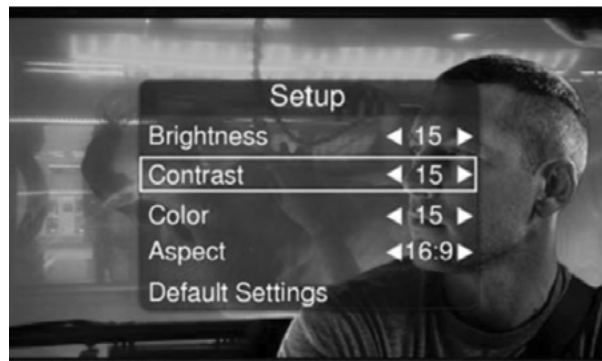 Setup
Brightness ◀ 15 ▶
Contrast ◀ 15 ▶
Color ◀ 15 ▶
Aspect ◀16:9▶
Default Settings